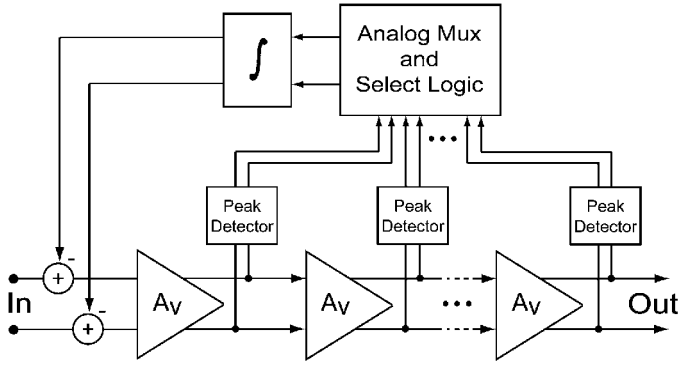 Analog Mux
and
Select Logic
∫
Peak
Detector
Peak
Detector
Peak
Detector
-
+
-
+
In
Av
Av
...
Av
Out
...